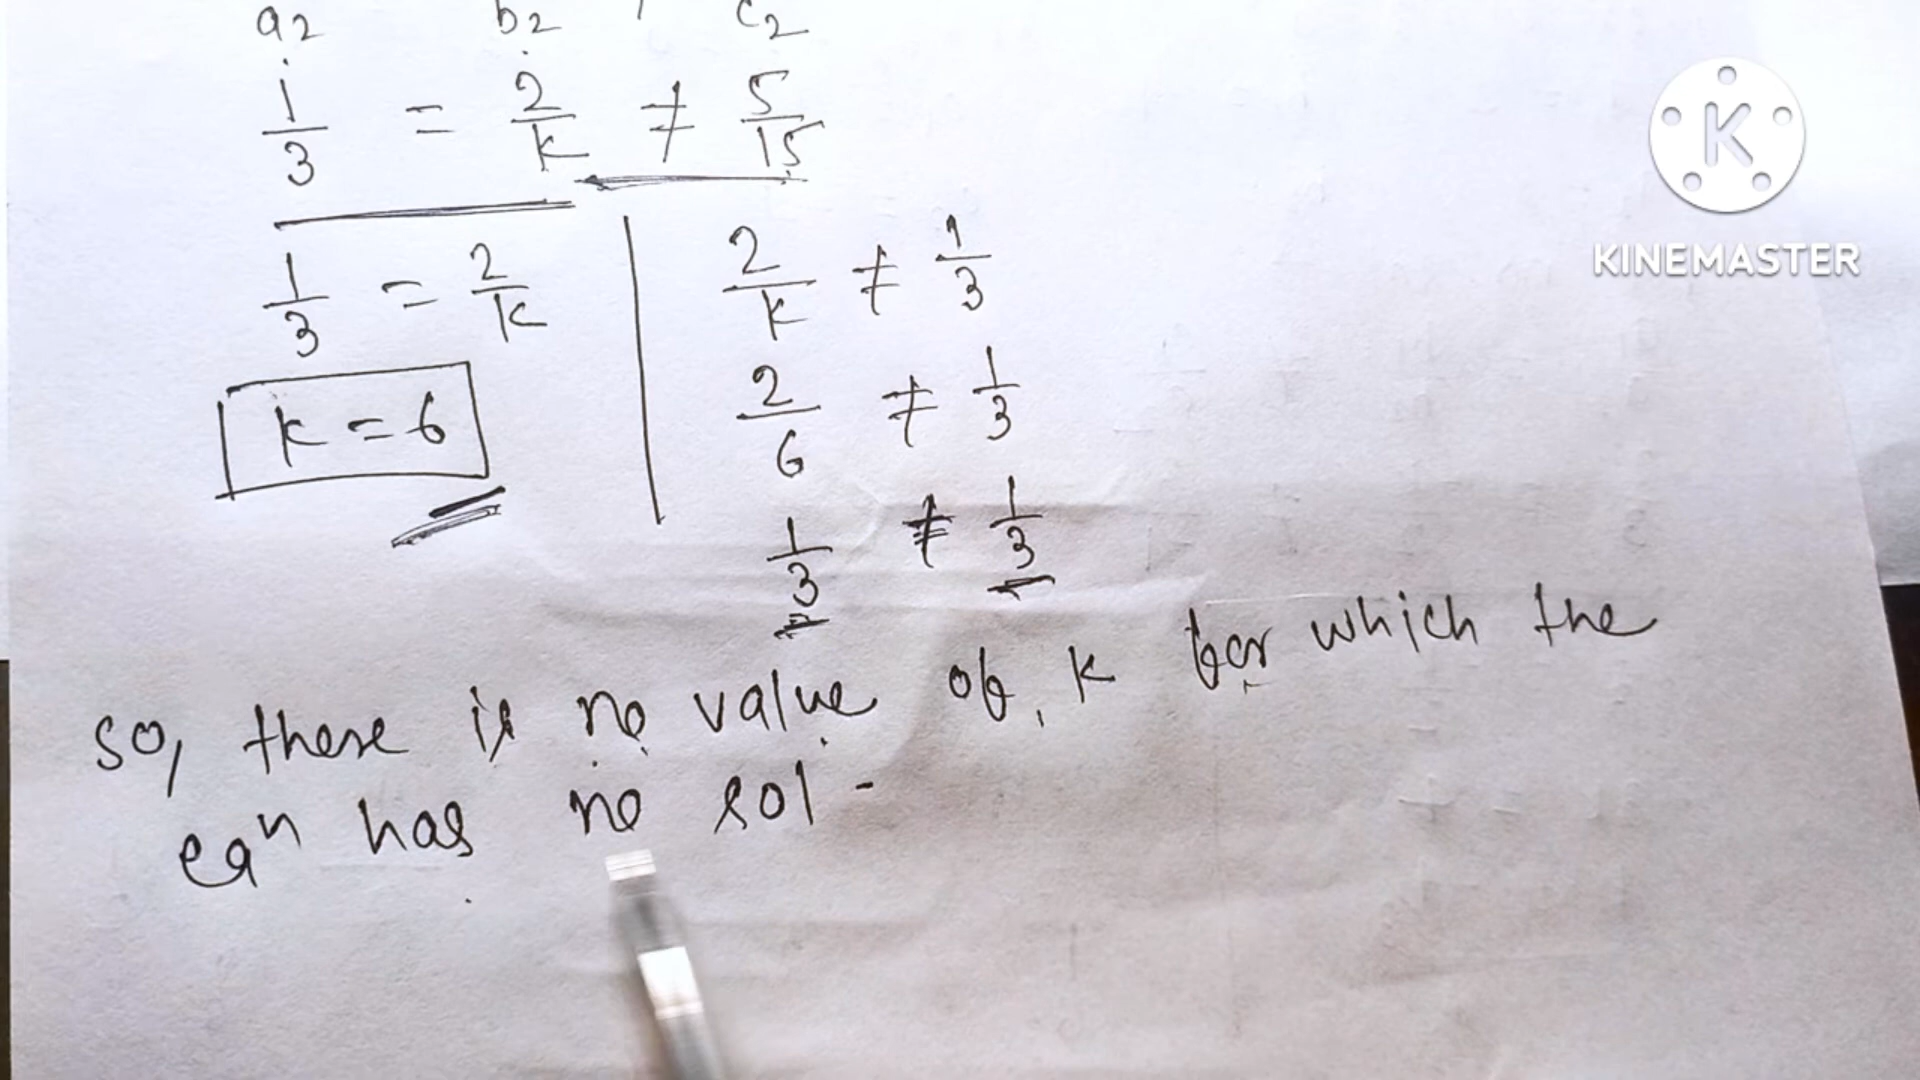 a2 b2 c2
1/3 = 2/k ≠ 5/15
1/3 = 2/k
k = 6
2/k ≠ 1/3
2/6 ≠ 1/3
1/3 ≠ 1/3
so, there is no value of k for which the
eqn has no sol -
K
KINEMASTER